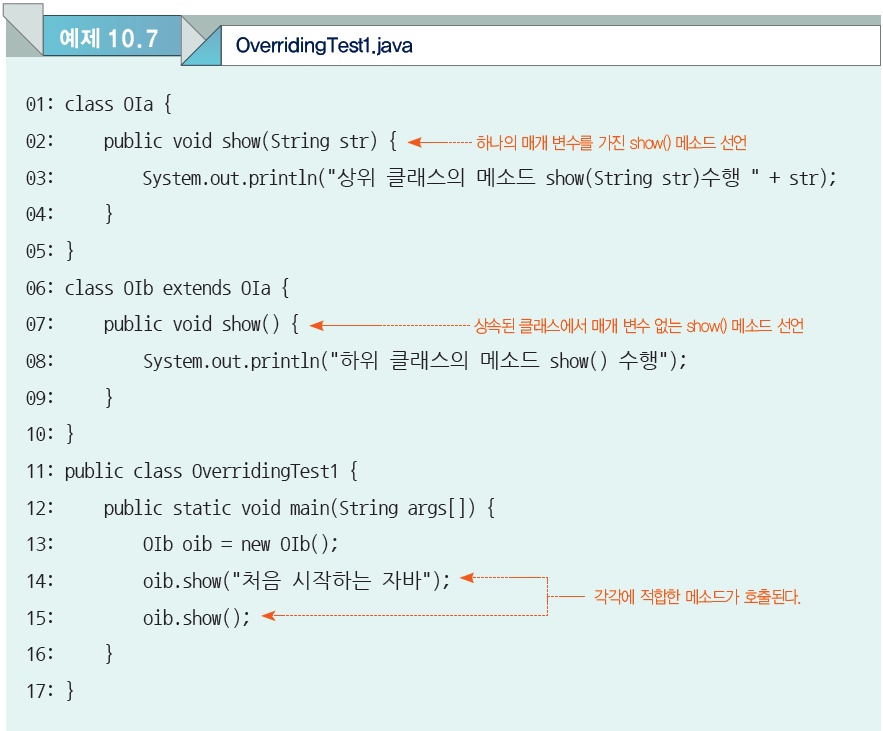 예제 10.7
OverridingTest1.java
01: class OIa {
02:     public void show(String str) { 하나의 매개 변수를 가진 show() 메소드 선언
03:         System.out.println("상위 클래스의 메소드 show(String str)수행 " + str);
04:     }
05: }
06: class OIb extends OIa {
07:     public void show() { 상속된 클래스에서 매개 변수 없는 show() 메소드 선언
08:         System.out.println("하위 클래스의 메소드 show() 수행");
09:     }
10: }
11: public class OverridingTest1 {
12:     public static void main(String args[]) {
13:         OIb oib = new OIb();
14:         oib.show("처음 시작하는 자바");
각각에 적합한 메소드가 호출된다.
15:         oib.show();
16:     }
17: }